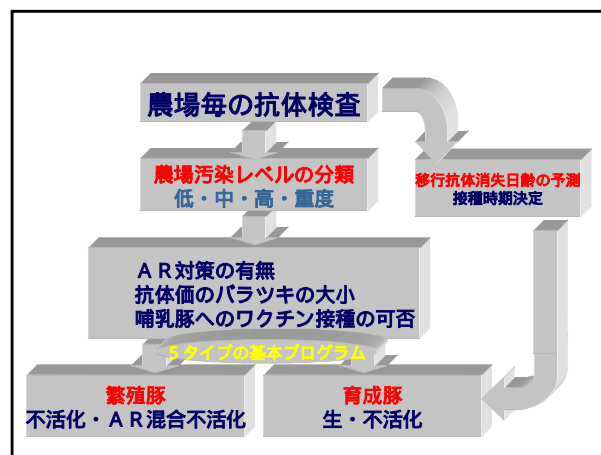 農場毎の抗体検査
農場汚染レベルの分類
低・中・高・重度
移行抗体消失日齢の予測
接種時期決定
ＡＲ対策の有無
抗体価のバラツキの大小
哺乳豚へのワクチン接種の可否
５タイプの基本プログラム
繁殖豚
不活化・ＡＲ混合不活化
育成豚
生・不活化